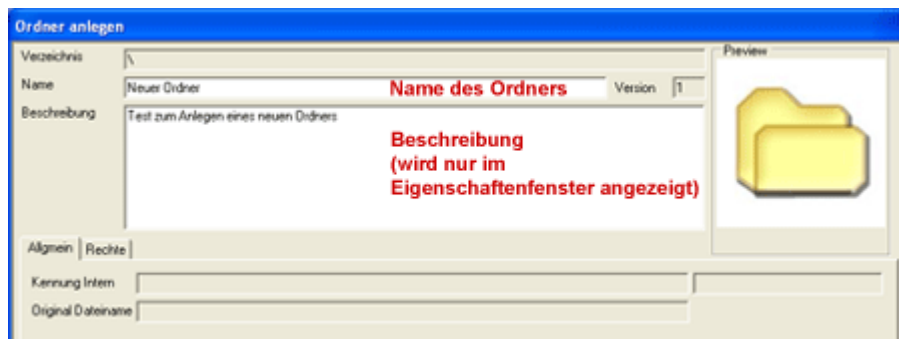 Ordner anlegen
Verzeichnis \
Preview
Name Neuer Ordner Name des Ordners Version 1
Beschreibung Test zum Anlegen eines neuen Ordners
Beschreibung
(wird nur im
Eigenschaftenfenster angezeigt)
Allgmein Rechte
Kennung Intern
Original Dateiname